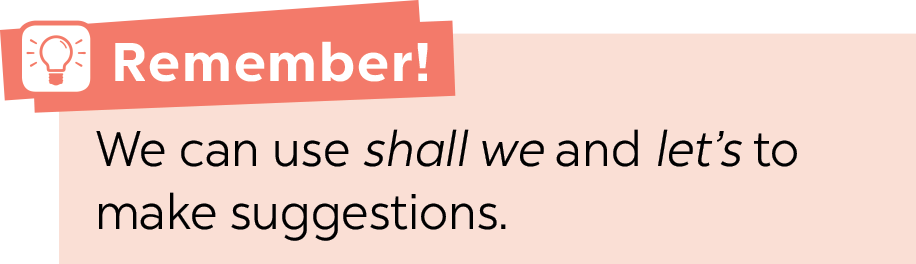 Remember!
We can use shall we and let's to
make suggestions.